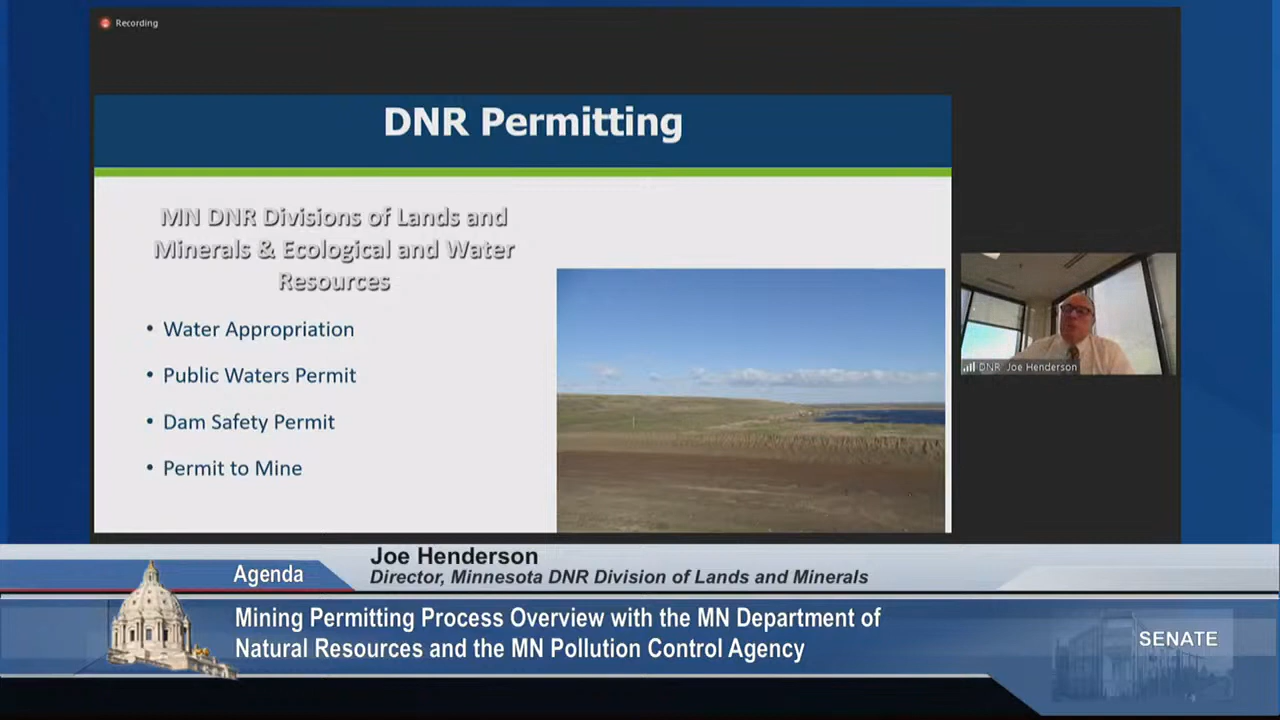 Recording
DNR Permitting
MN DNR Divisions of Lands and
Minerals & Ecological and Water
Resources
• Water Appropriation
• Public Waters Permit
• Dam Safety Permit
• Permit to Mine
DNR Joe Henderson
Joe Henderson
Director, Minnesota DNR Division of Lands and Minerals
Agenda
Mining Permitting Process Overview with the MN Department of
Natural Resources and the MN Pollution Control Agency
SENATE